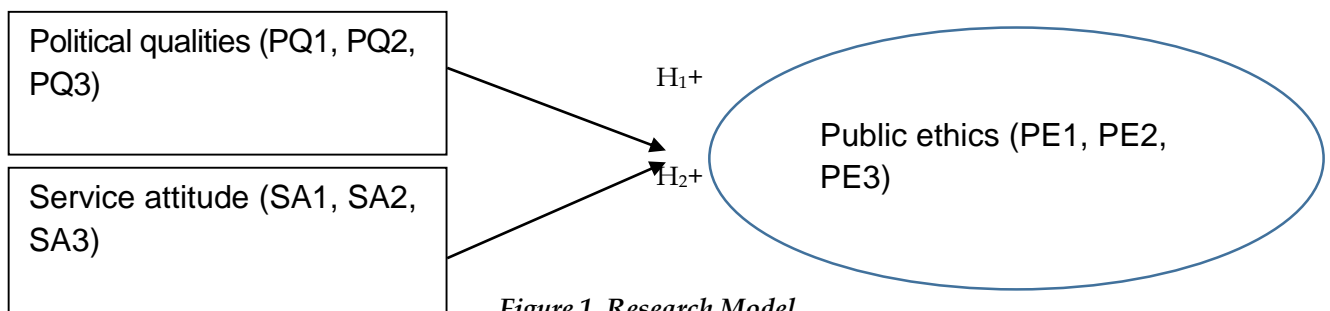 Political qualities (PQ1, PQ2,
PQ3)
H₁+
Public ethics (PE1, PE2,
PE3)
H₂+
Service attitude (SA1, SA2,
SA3)
Figure 1. Research Model